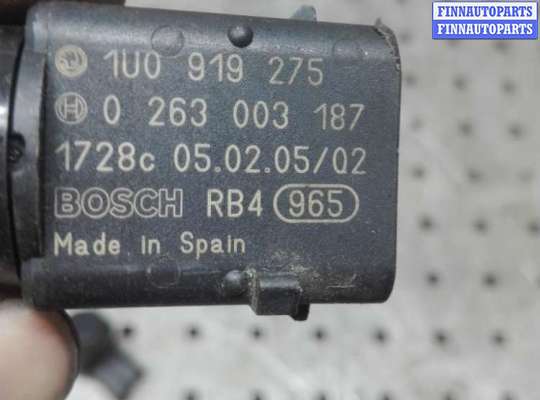 FINNAUTOPARTS
FINNAUTOPARTS
1U0 919 275
0 263 003 187
1728c 05.02.05/02
BOSCH RB4 965
Made in Spain